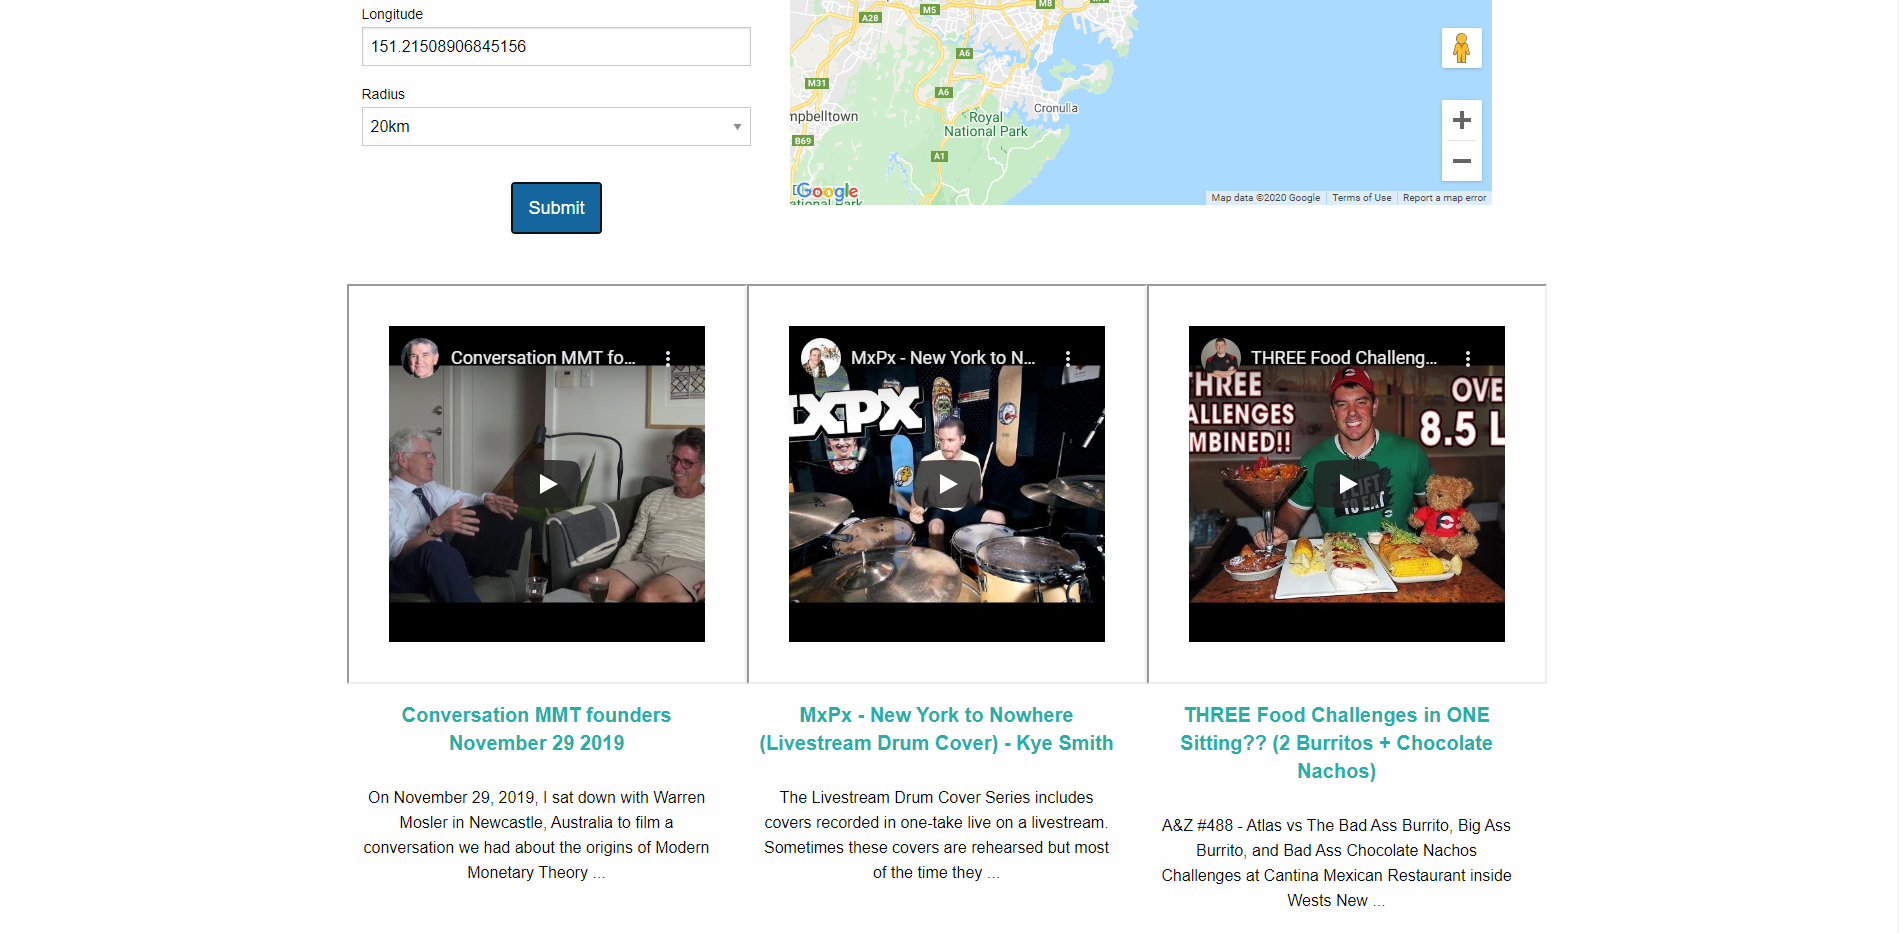 Longitude
151.21508906845156
Radius
20km
Submit
A28
M5
M8
A6
M31
A6
Cronulla
mpbelltown
Royal
National Park
B69
A1
Google
ational Park
Map data ©2020 Google
Terms of Use
Report a map error
Conversation MMT fo...
MxPx - New York to N...
MXPX
THREE Food Challeng...
HREE
ALLENGES
MBINED!!
OVE
8.5 L
LIFT
TO EAT
Conversation MMT founders
November 29 2019
On November 29, 2019, I sat down with Warren
Mosler in Newcastle, Australia to film a
conversation we had about the origins of Modern
Monetary Theory ...
MxPx - New York to Nowhere
(Livestream Drum Cover) - Kye Smith
The Livestream Drum Cover Series includes
covers recorded in one-take live on a livestream.
Sometimes these covers are rehearsed but most
of the time they ...
THREE Food Challenges in ONE
Sitting?? (2 Burritos + Chocolate
Nachos)
A&Z #488 - Atlas vs The Bad Ass Burrito, Big Ass
Burrito, and Bad Ass Chocolate Nachos
Challenges at Cantina Mexican Restaurant inside
Wests New ...